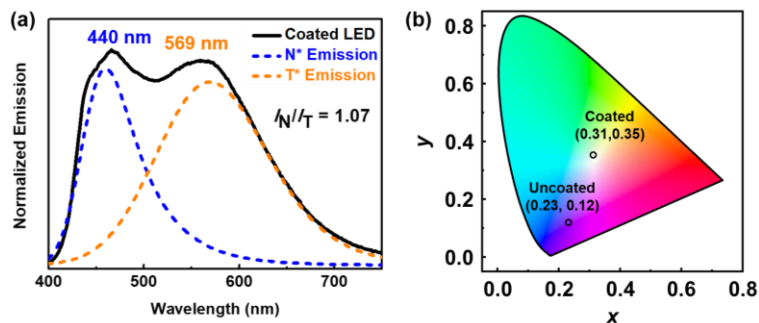 (a)
440 nm
569 nm
Coated LED
N* Emission
T* Emission
I_N/I_T = 1.07
Normalized Emission
400
500
600
700
Wavelength (nm)
(b)
0.8
0.6
0.4
0.2
0.0
y
Coated
(0.31,0.35)
Uncoated
(0.23, 0.12)
0.0
0.2
0.4
0.6
0.8
x